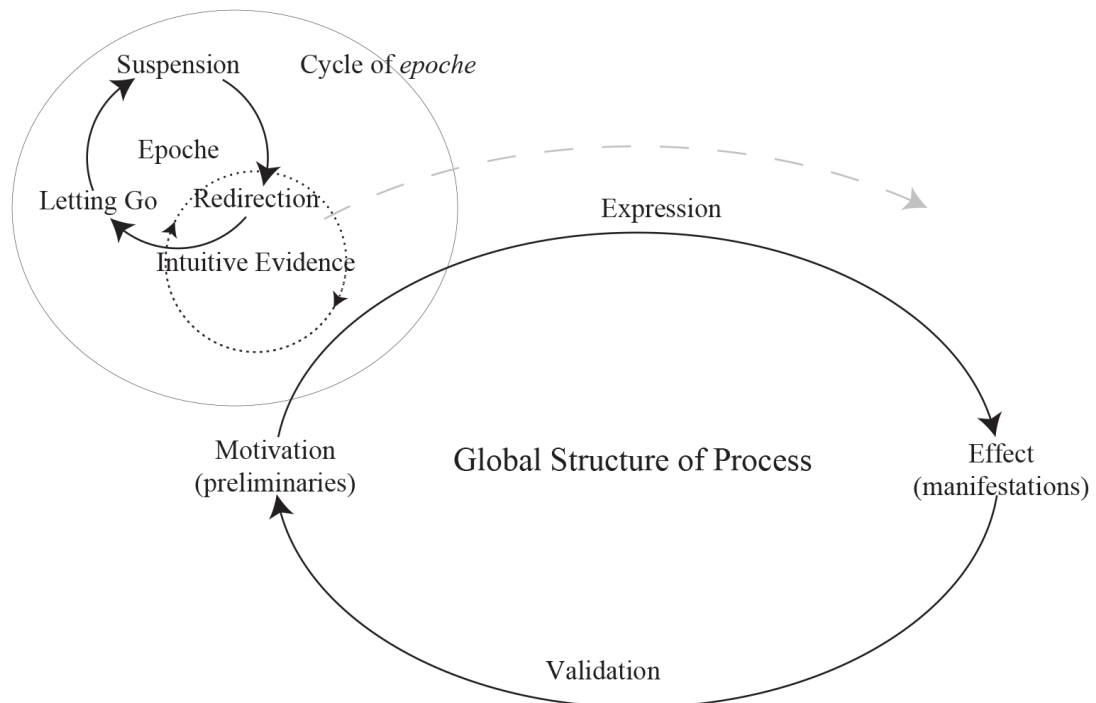 Suspension
Cycle of epoche
Epoche
Letting Go
Redirection
Expression
Intuitive Evidence
Motivation
(preliminaries)
Global Structure of Process
Effect
(manifestations)
Validation